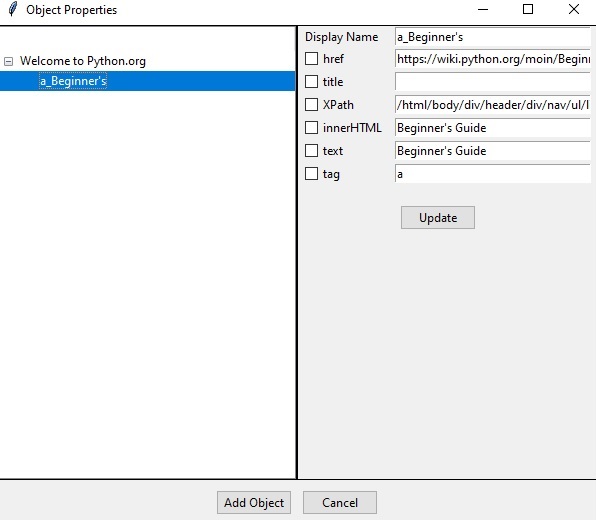 Object Properties
Welcome to Python.org
a_Beginner's
Display Name a_Beginner's
href https://wiki.python.org/moin/Begin
title
XPath /html/body/div/header/div/nav/ul/l
innerHTML Beginner's Guide
text Beginner's Guide
tag a
Update
Add Object Cancel